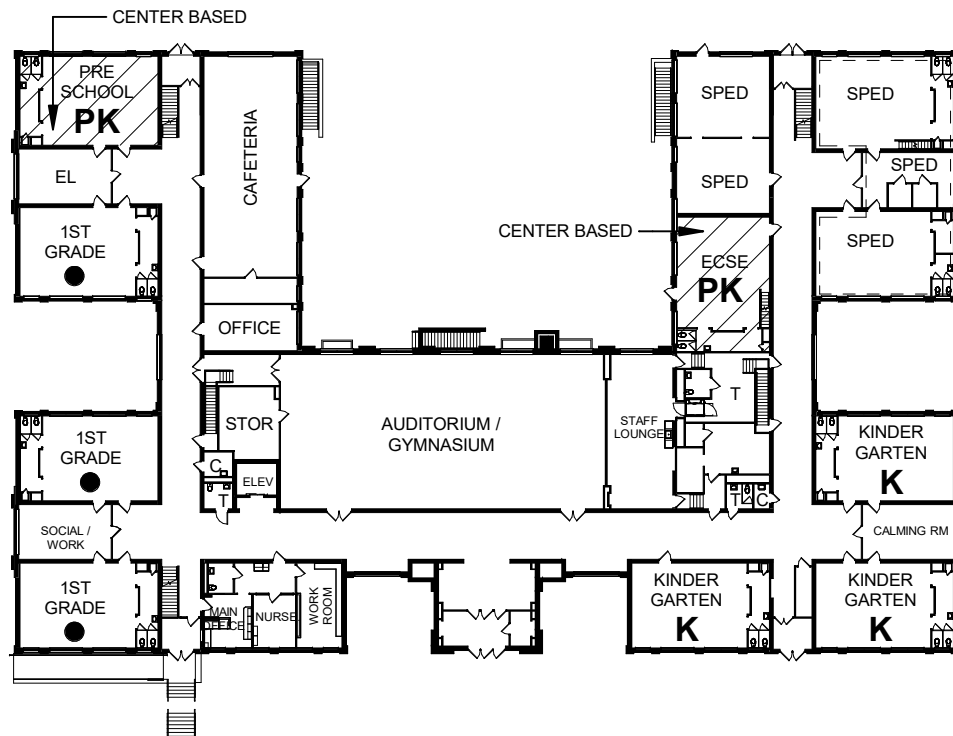 CENTER BASED
PRE
SCHOOL
PK
EL
1ST
GRADE
CAFETERIA
OFFICE
SPED
SPED
SPED
SPED
SPED
CENTER BASED
ECSE
PK
STOR
C
T
ELEV
AUDITORIUM /
GYMNASIUM
STAFF
LOUNGE
T
T
C
1ST
GRADE
SOCIAL /
WORK
1ST
GRADE
MAIN
OFFICE
NURSE
WORK
ROOM
KINDER
GARTEN
K
CALMING RM
KINDER
GARTEN
K
KINDER
GARTEN
K